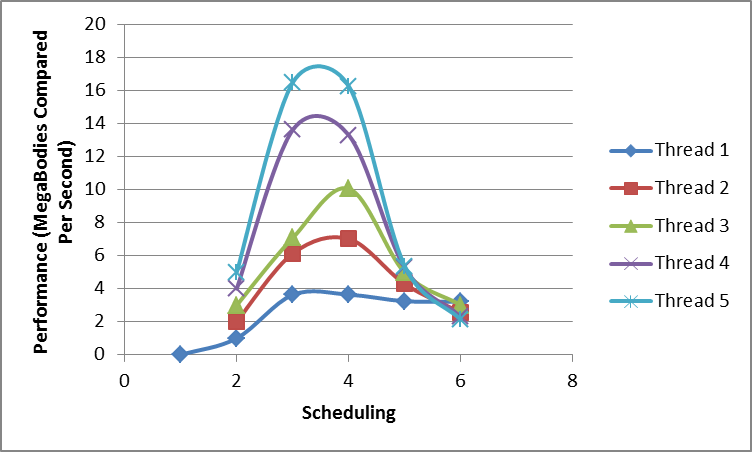 20
18
16
14
12
10
8
6
4
2
0
0
2
4
6
8
Performance (MegaBodies Compared
Per Second)
Scheduling
Thread 1
Thread 2
Thread 3
Thread 4
Thread 5